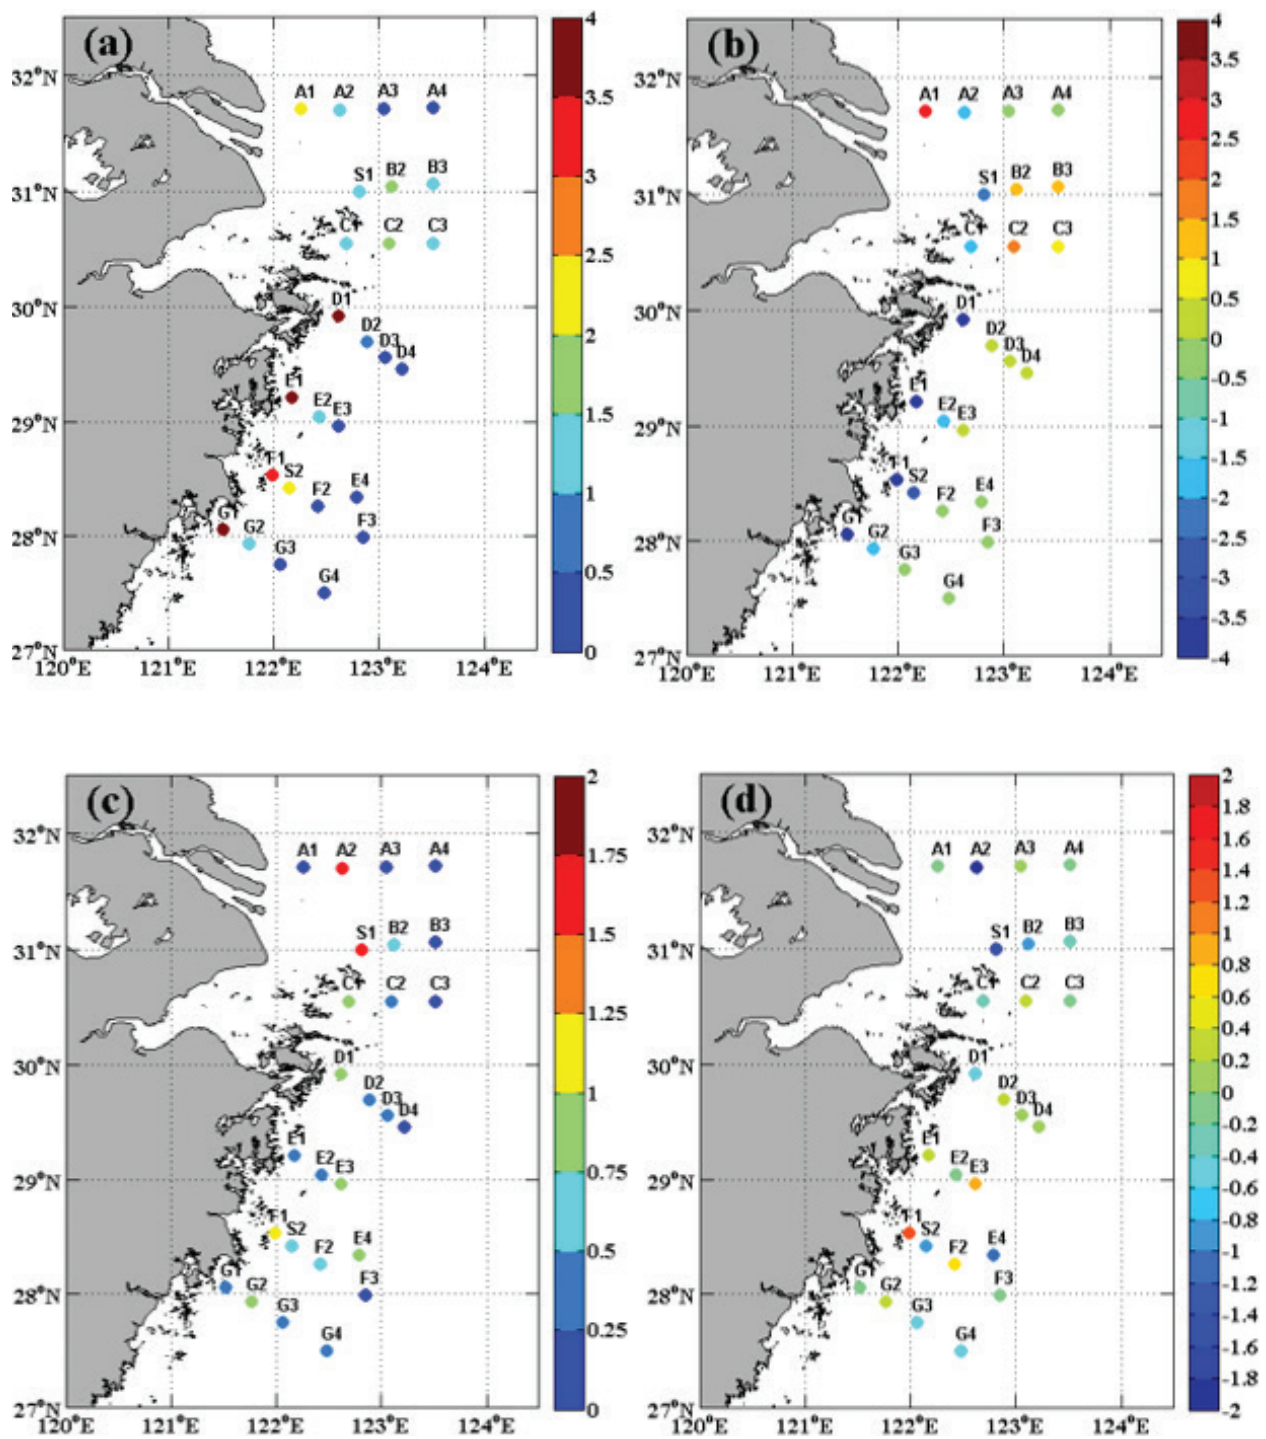 (a)
32°N
31°N
30°N
29°N
28°N
27°N
120°E
121°E
122°E
123°E
124°E
A1 A2 A3 A4
S1 B2 B3
C1 C2 C3
D1
D2
D3
D4
E1
E2 E3
F1
S2
F2 E4
F3
G1 G2
G3
G4
4
3.5
3
2.5
2
1.5
1
0.5
0
(b)
32°N
31°N
30°N
29°N
28°N
27°N
120°E
121°E
122°E
123°E
124°E
A1 A2 A3 A4
S1 B2 B3
C1 C2 C3
D1
D2
D3
D4
E1
E2
E3
F1
S2
F2 E4
F3
G1
G2
G3
G4
4
3.5
3
2.5
2
1.5
1
0.5
0
-0.5
-1
-1.5
-2
-2.5
-3
-3.5
-4
(c)
32°N
31°N
30°N
29°N
28°N
27°N
120°E
121°E
122°E
123°E
124°E
A1 A2 A3 A4
S1 B2 B3
C1 C2 C3
D1
D2
D3
D4
E1
E2 E3
F1
S2
F2 E4
F3
G1 G2
G3
G4
2
1.75
1.5
1.25
1
0.75
0.5
0.25
0
(d)
32°N
31°N
30°N
29°N
28°N
27°N
120°E
121°E
122°E
123°E
124°E
A1 A2 A3 A4
S1 B2 B3
C1 C2 C3
D1
D2
D3
D4
E1
E2 E3
F1
S2
F2 E4
F3
G1 G2
G3
G4
2
1.8
1.6
1.4
1.2
1
0.8
0.6
0.4
0.2
0
-0.2
-0.4
-0.6
-0.8
-1
-1.2
-1.4
-1.6
-1.8
-2